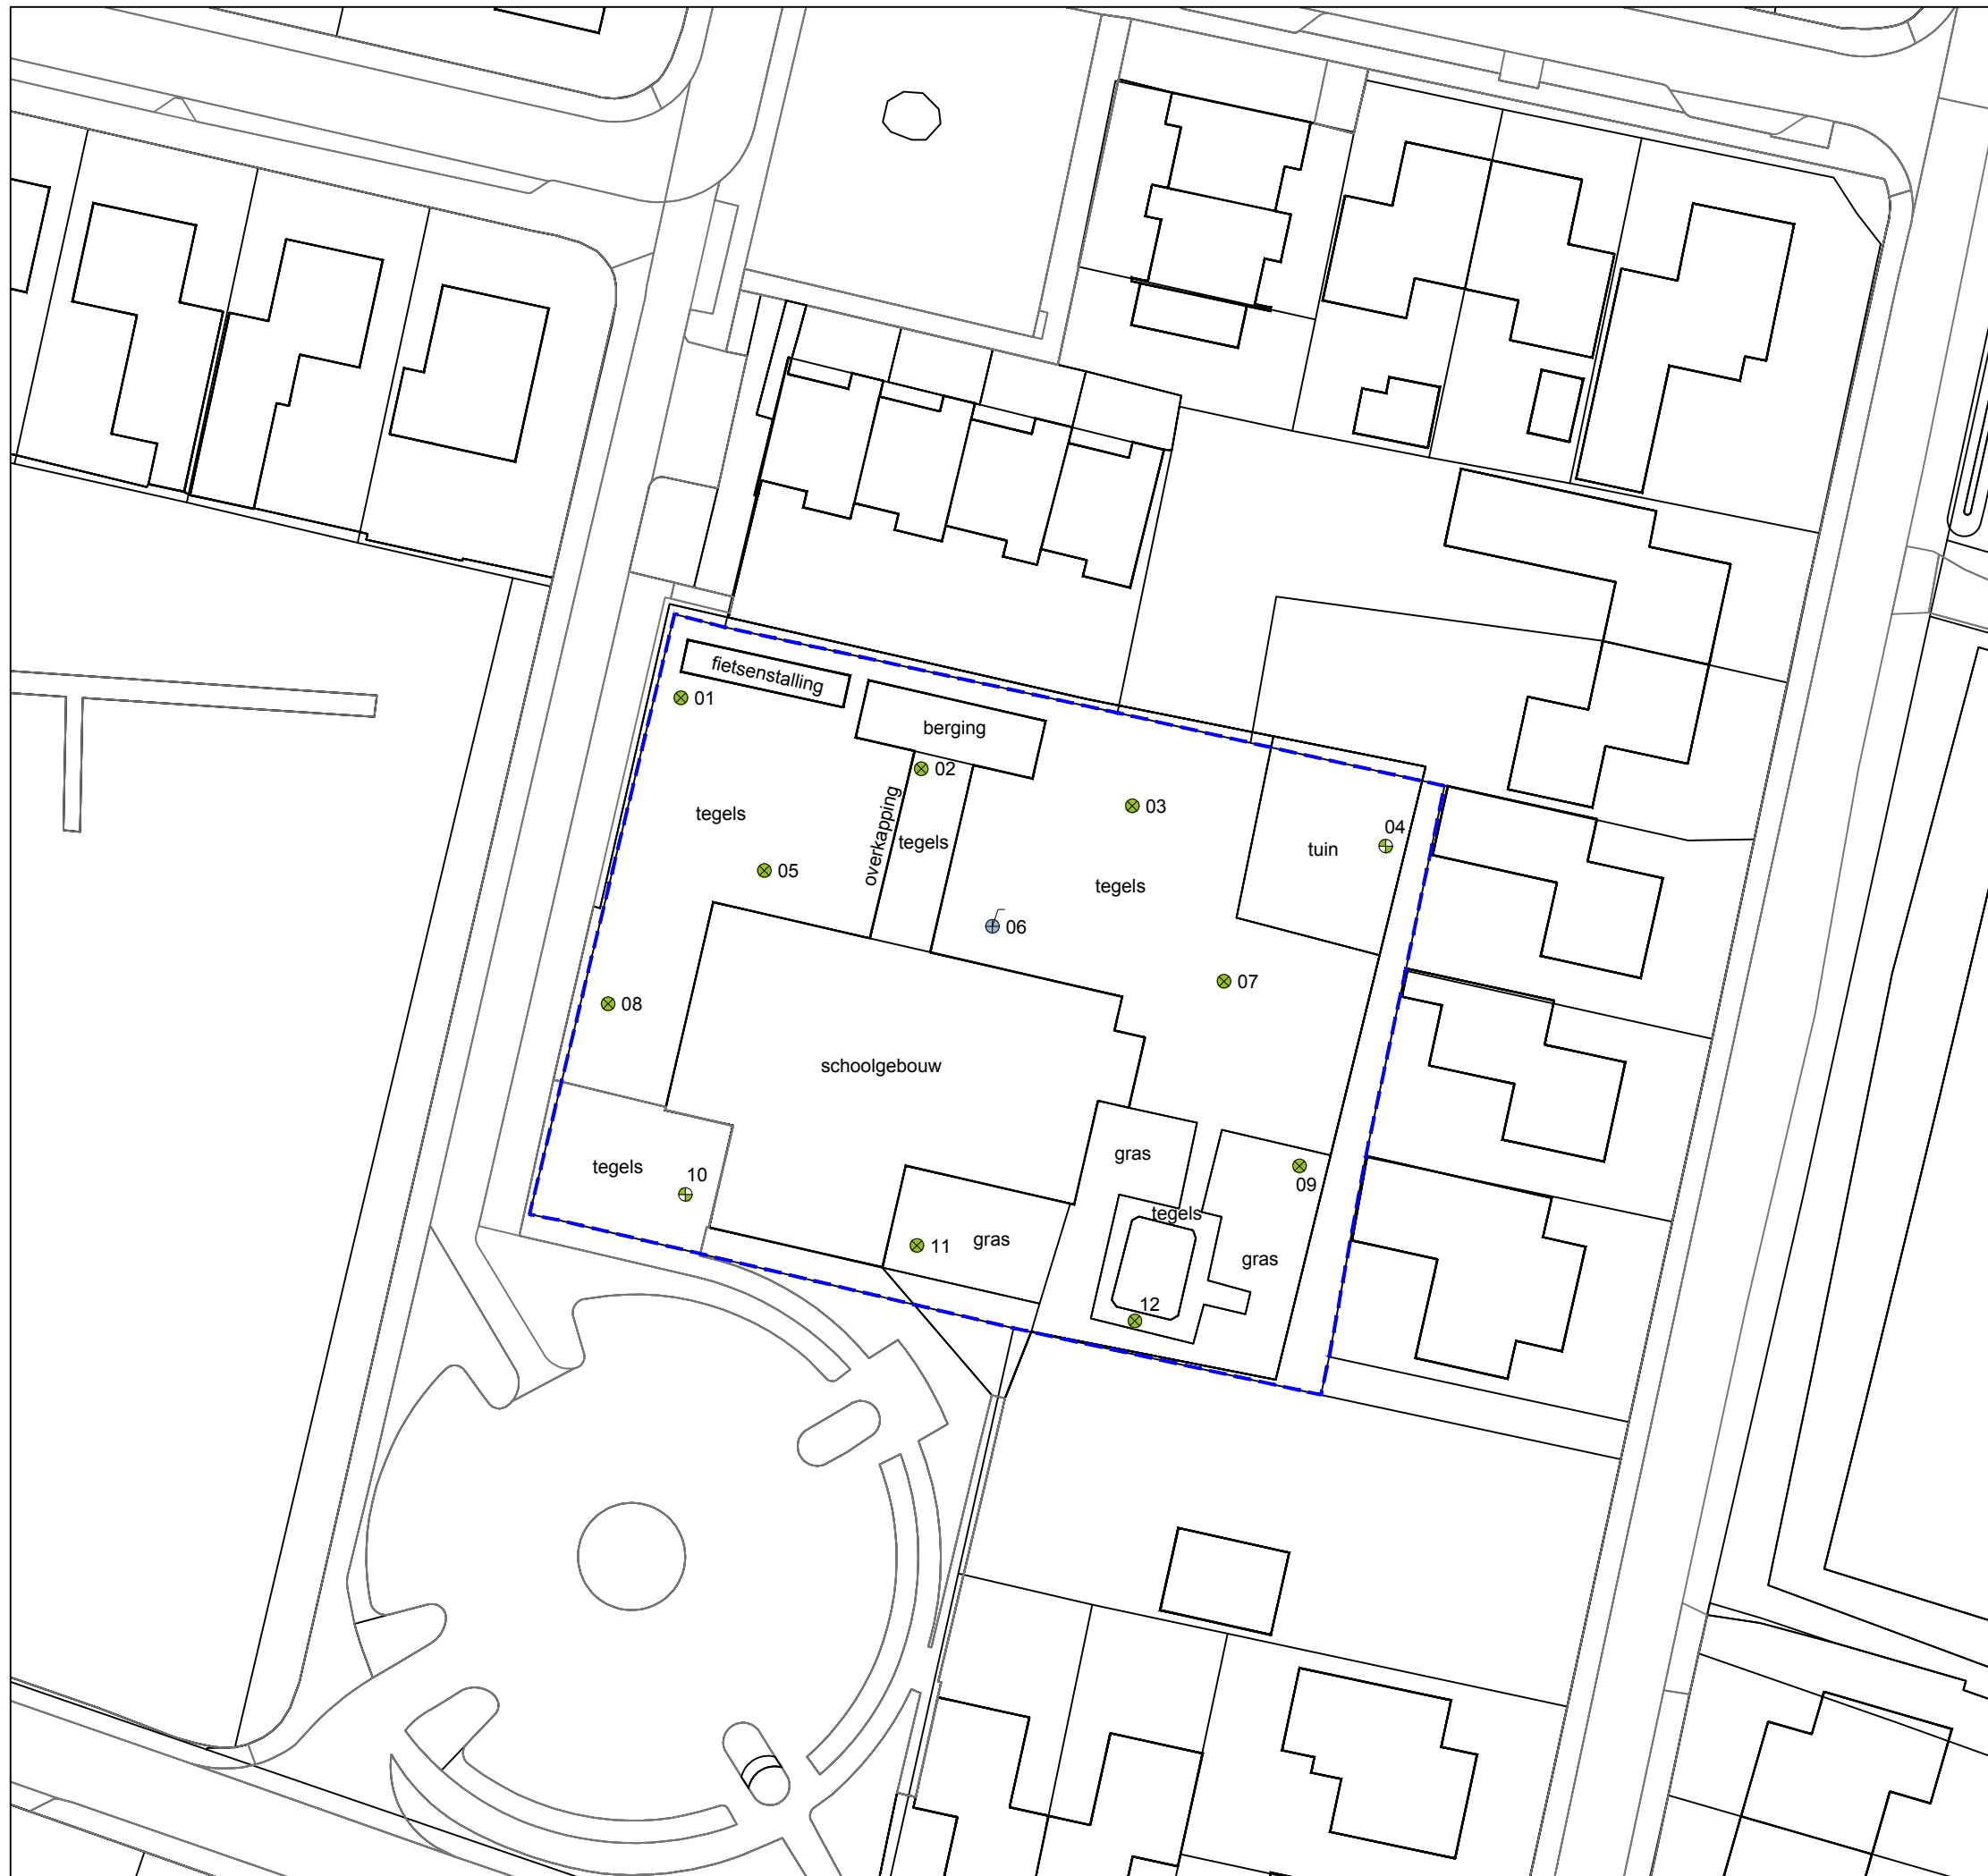 fietsenstalling
01
berging
02
03
tegels
overkapping
tegels
04
tuin
05
tegels
06
07
08
schoolgebouw
gras
tegels
10
09
tegels
11
gras
gras
12